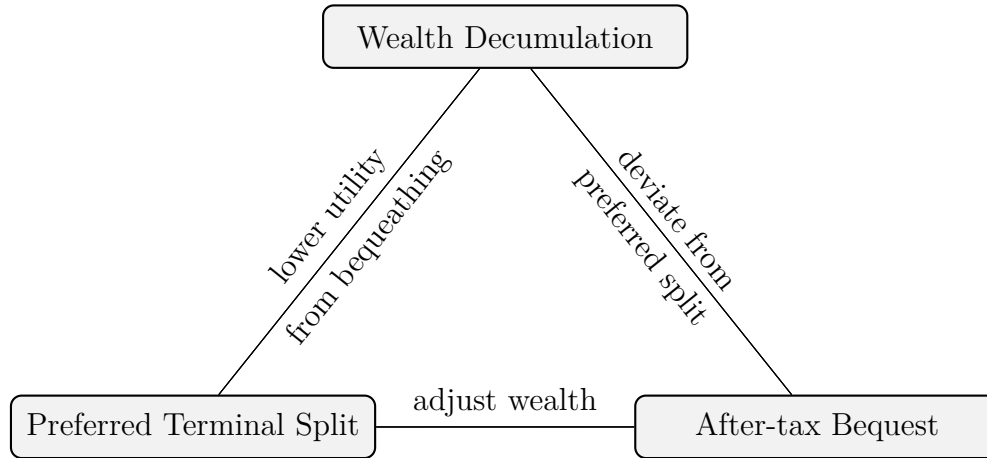 Wealth Decumulation
lower utility
from bequeathing
deviate from
preferred split
adjust wealth
Preferred Terminal Split
After-tax Bequest